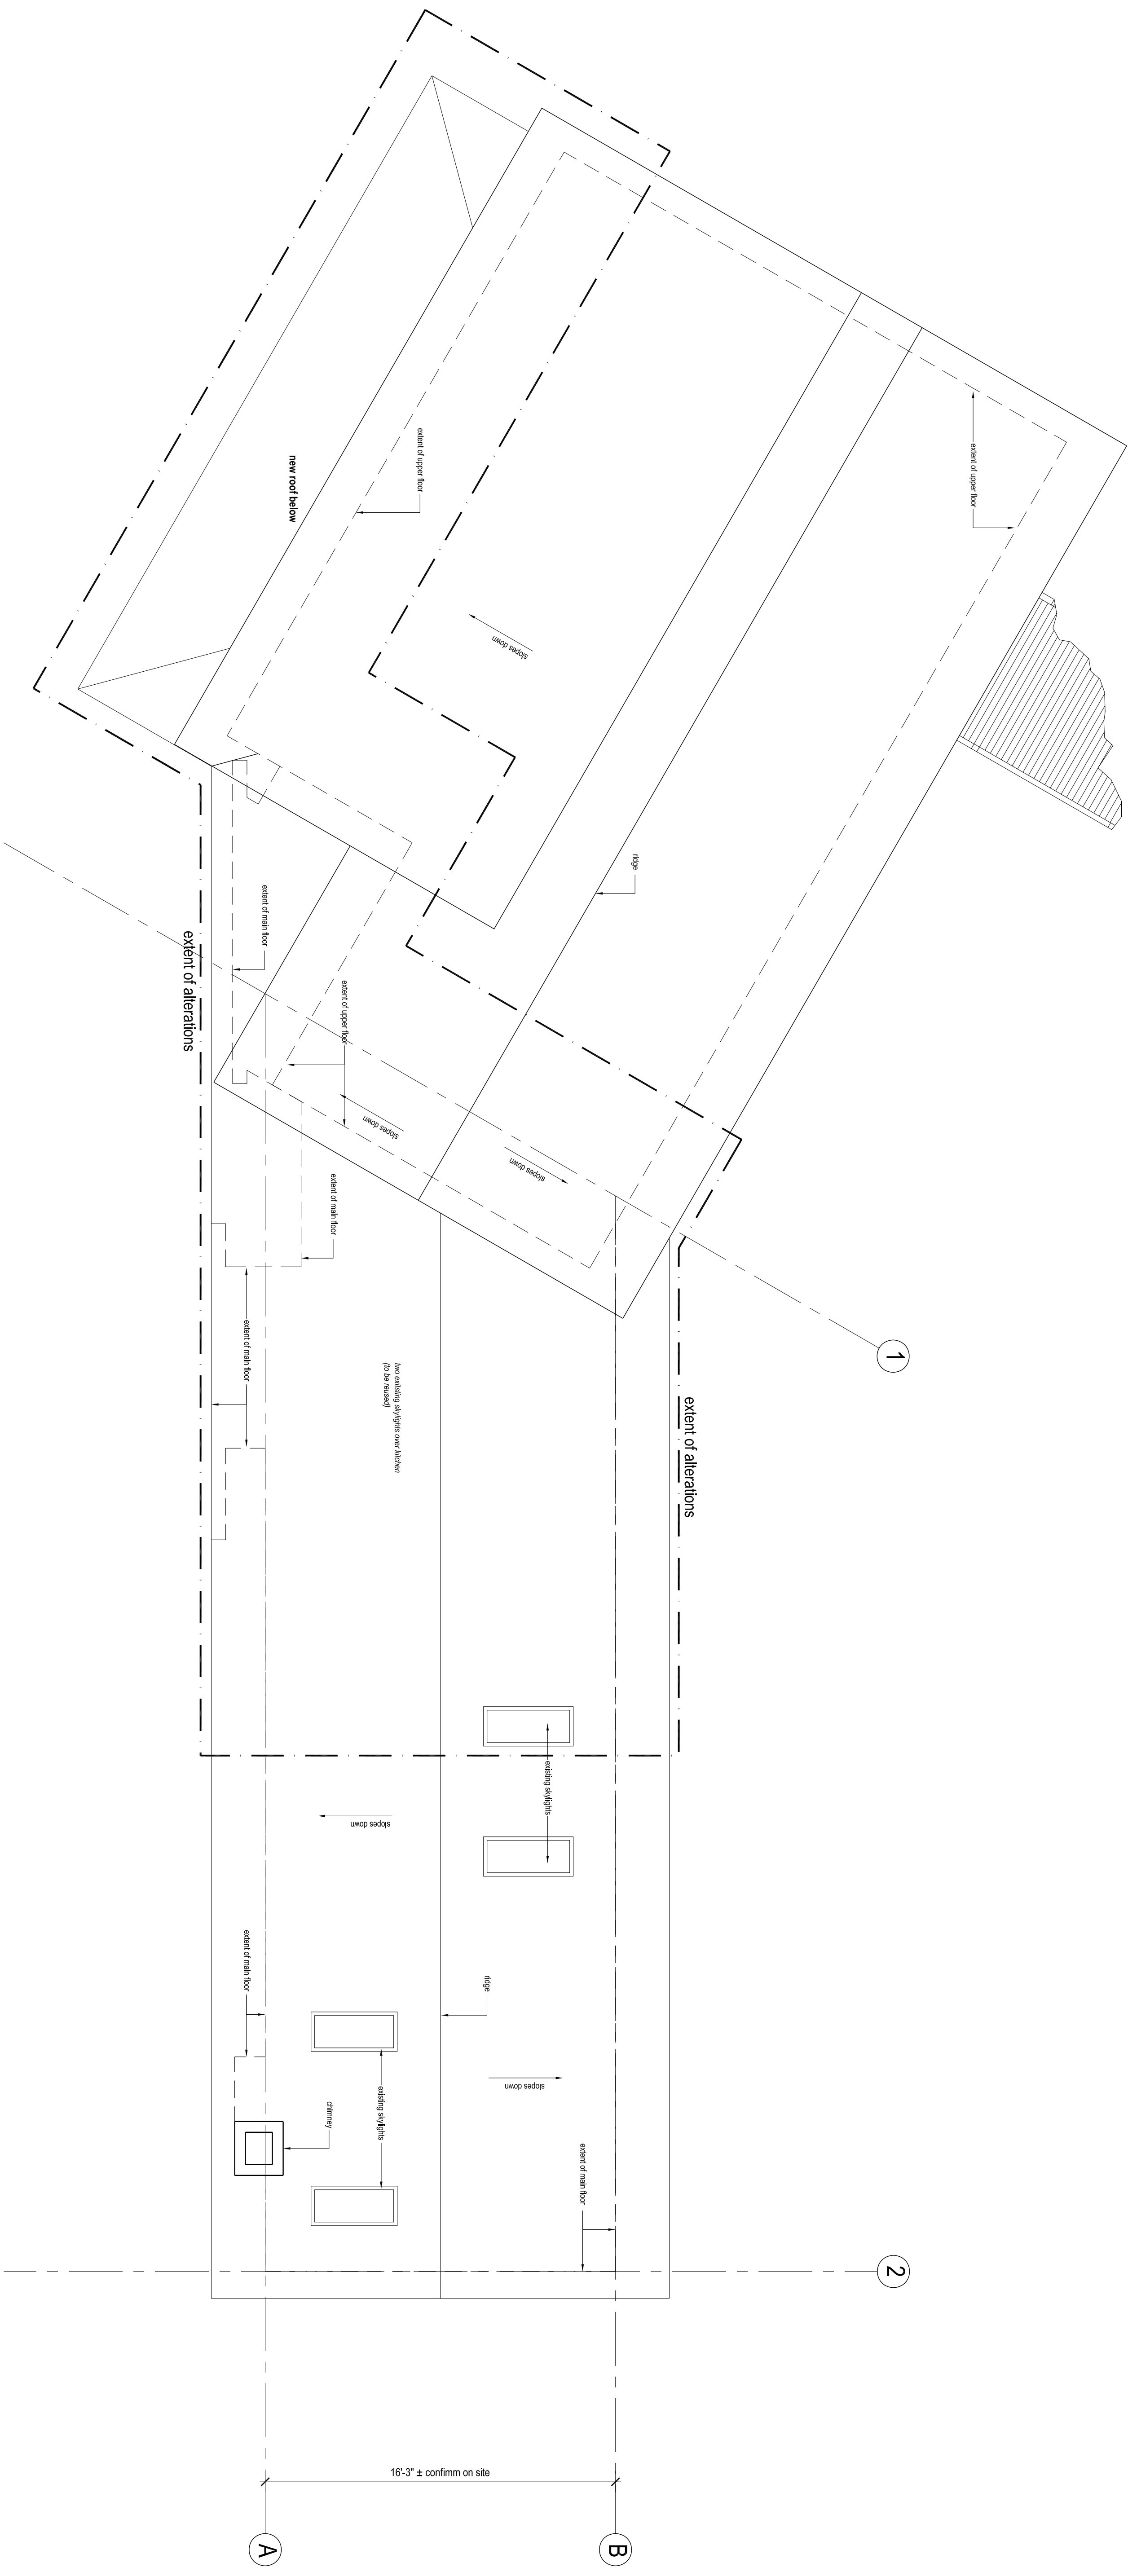 extent of upper floor
extent of upper floor
new roof below
slopes down
ridge
extent of main floor
extent of alterations
extent of upper floor
slopes down
slopes down
extent of main floor
1
extent of main floor
two exitsting skylights over kitchen
(to be reused)
extent of alterations
existing skylights
slopes down
extent of main floor
ridge
slopes down
existing skylights
chimney
extent of main floor
2
16'-3" ± confimm on site
A
B